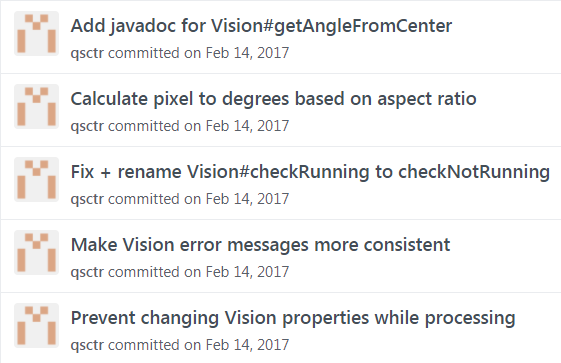 Add javadoc for Vision#getAngleFromCenter
qsctr committed on Feb 14, 2017
Calculate pixel to degrees based on aspect ratio
qsctr committed on Feb 14, 2017
Fix + rename Vision#checkRunning to checkNotRunning
qsctr committed on Feb 14, 2017
Make Vision error messages more consistent
qsctr committed on Feb 14, 2017
Prevent changing Vision properties while processing
qsctr committed on Feb 14, 2017